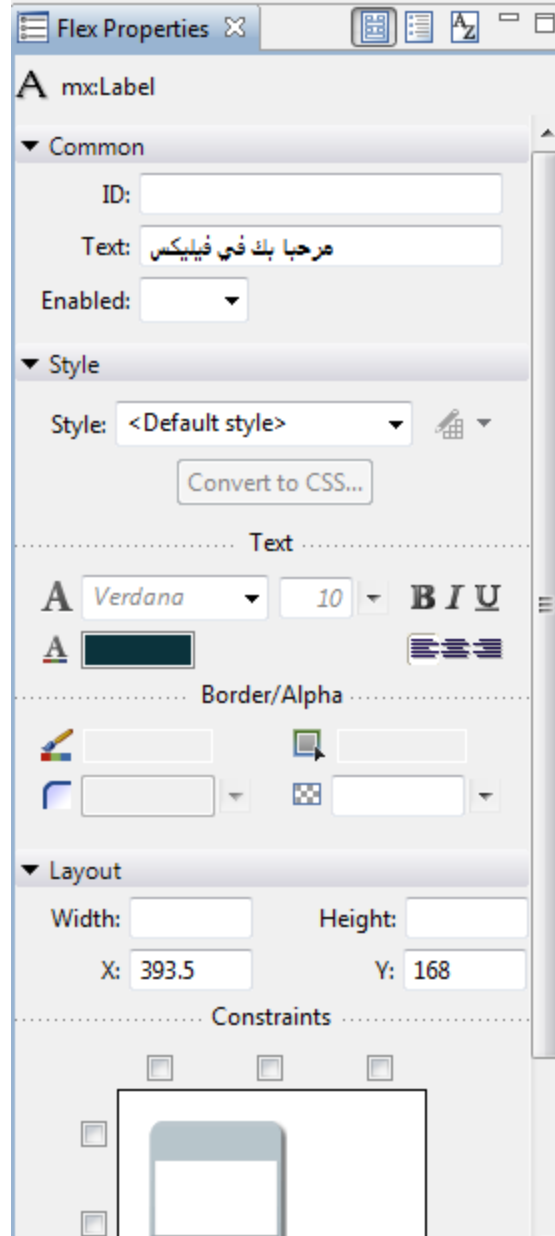 Flex Properties
A mx:Label
Common
ID:
Text: مرحبا بك في فيليكس
Enabled:
Style
Style: <Default style>
Convert to CSS...
Text
A Verdana 10 B I U
A
Border/Alpha
Layout
Width: Height:
X: 393.5 Y: 168
Constraints